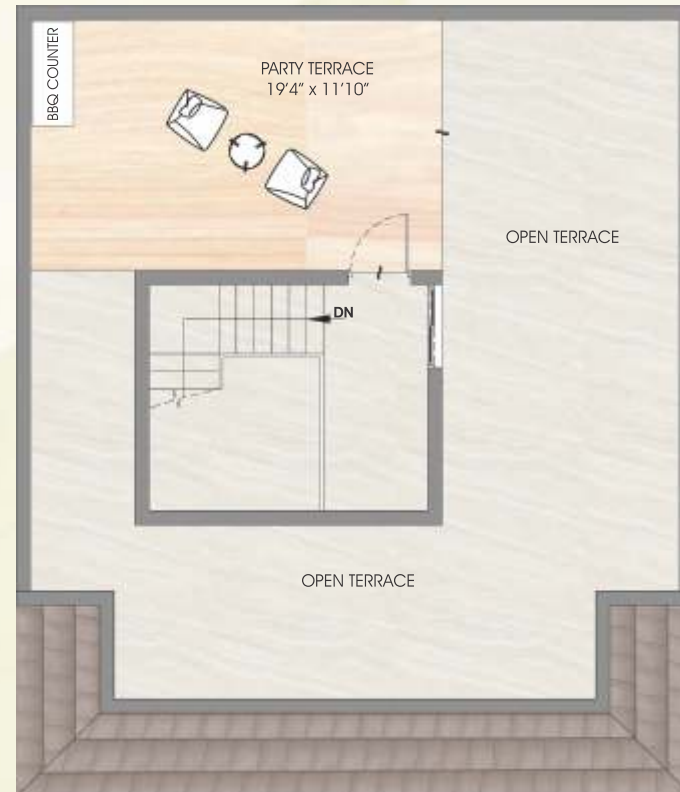 BBQ COUNTER
PARTY TERRACE
19’4” x 11’10”
OPEN TERRACE
DN
OPEN TERRACE